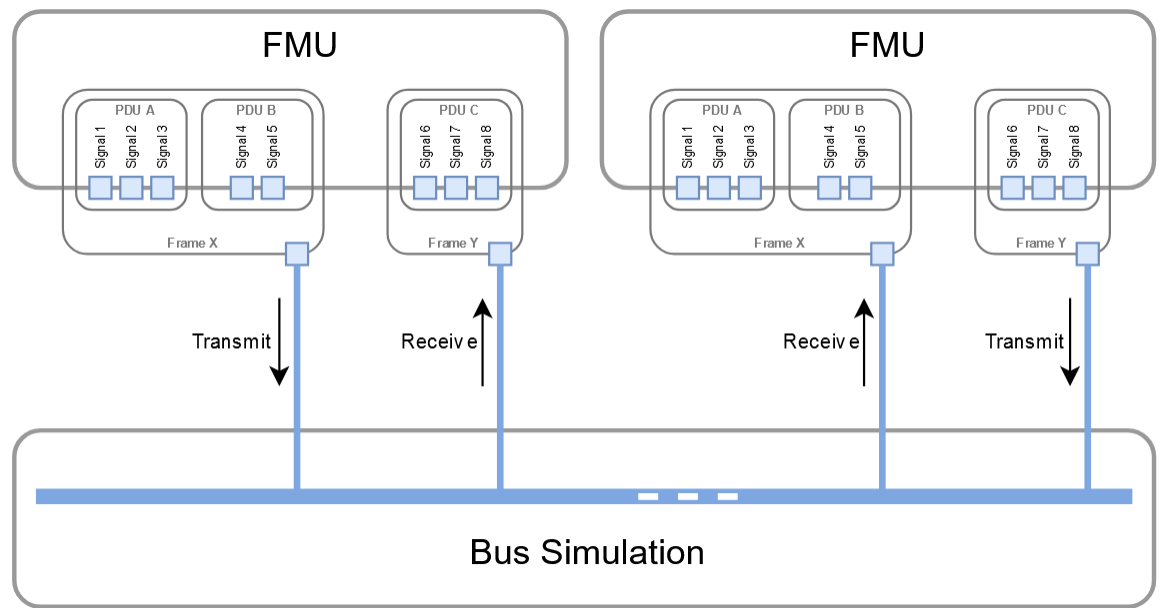 FMU
PDU A
PDU B
PDU C
Signal 1
Signal 2
Signal 3
Signal 4
Signal 5
Signal 6
Signal 7
Signal 8
Frame X
Frame Y
Transmit
Receive
FMU
PDU A
PDU B
PDU C
Signal 1
Signal 2
Signal 3
Signal 4
Signal 5
Signal 6
Signal 7
Signal 8
Frame X
Frame Y
Receive
Transmit
Bus Simulation